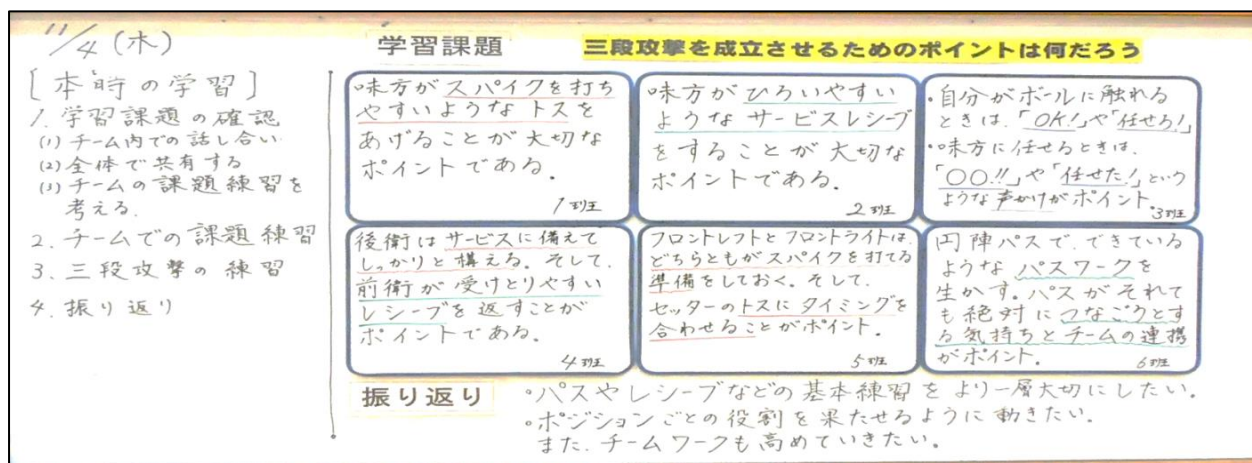 11/4(木)
[本時の学習]
1. 学習課題の確認
(1) チーム内での話し合い
(2) 全体で共有する
(3) チームの課題練習を
考える.
2. チームでの課題練習
3. 三段攻撃の練習
4. 振り返り
学習課題
三段攻撃を成立させるためのポイントは何だろう
・味方がスパイクを打ち
やすいようなトスを
あげることが大切な
ポイントである.
1班
味方がひろいやすい
ようなサービスレシーブ
をすることが大切な
ポイントである.
2班
・自分がボールに触れる
ときは、「OK!」や「任せろ!」
・味方に任せるときは、
「〇〇!!」や「任せた!」という
ような声かけがポイント.
3班
後衛はサービスに備えて
しっかりと構える。そして、
前衛が受けとりやすい
レシーブを返すことが
ポイントである.
4班
フロントレフトとフロントライトは、
どちらともがスパイクを打てる
準備をしておく。そして、
セッターのトスにタイミングを
合わせることがポイント.
5班
円陣パスで、できている
ようなパスワークを
生かす。パスがそれて
も絶対につなごうとす
る気持ちとチームの連携
がポイント.
6班
振り返り
・パスやレシーブなどの基本練習をより一層大切にしたい.
・ポジションごとの役割を果たせるように動きたい.
また、チームワークも高めていきたい.